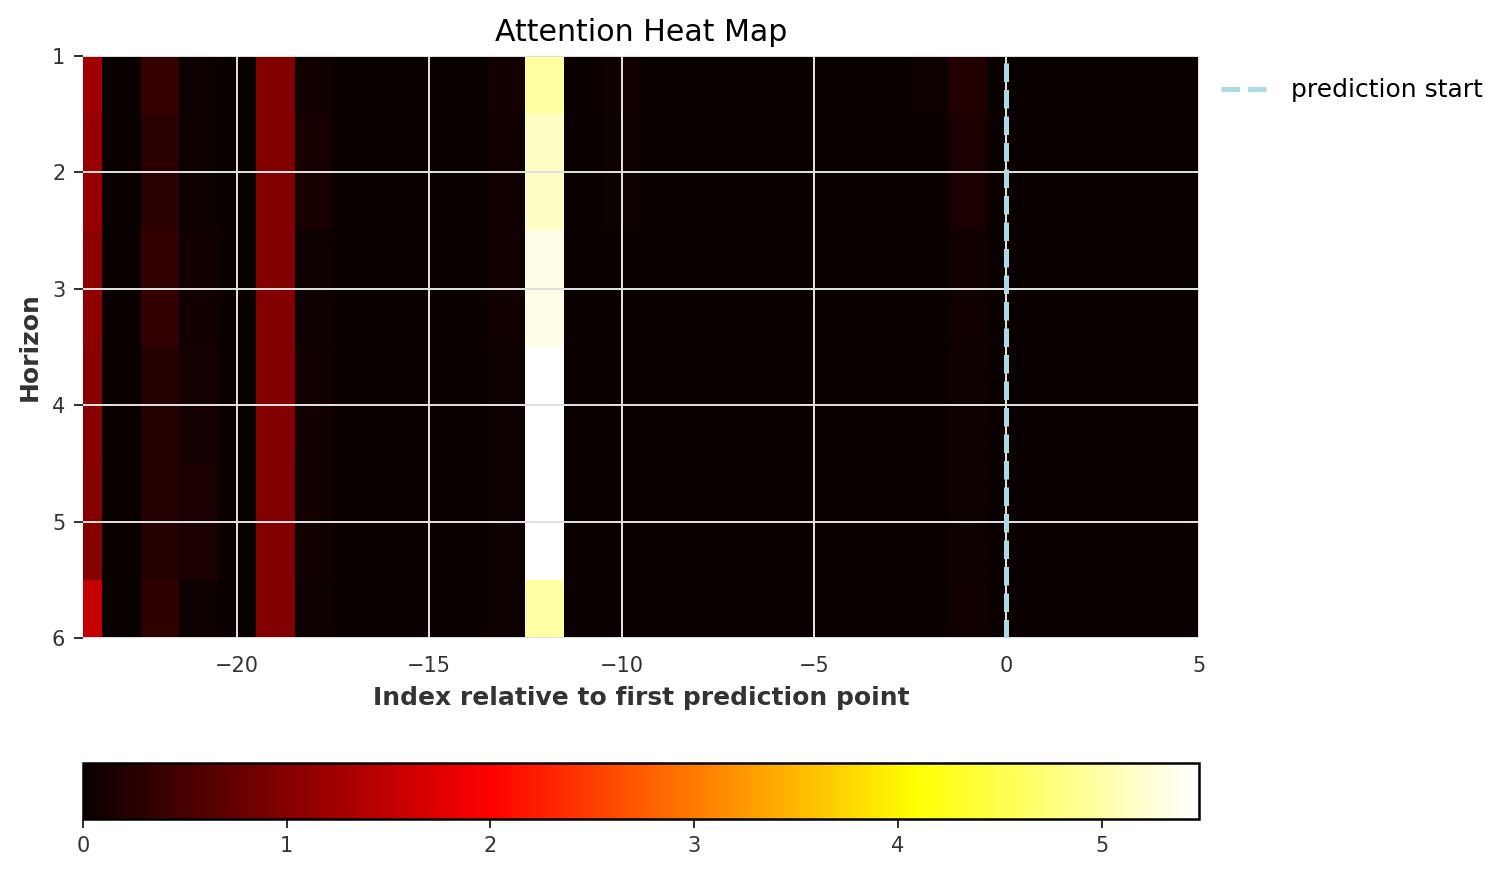 Attention Heat Map
prediction start
Horizon
1
2
3
4
5
6
−20 −15 −10 −5 0 5
Index relative to first prediction point
0 1 2 3 4 5